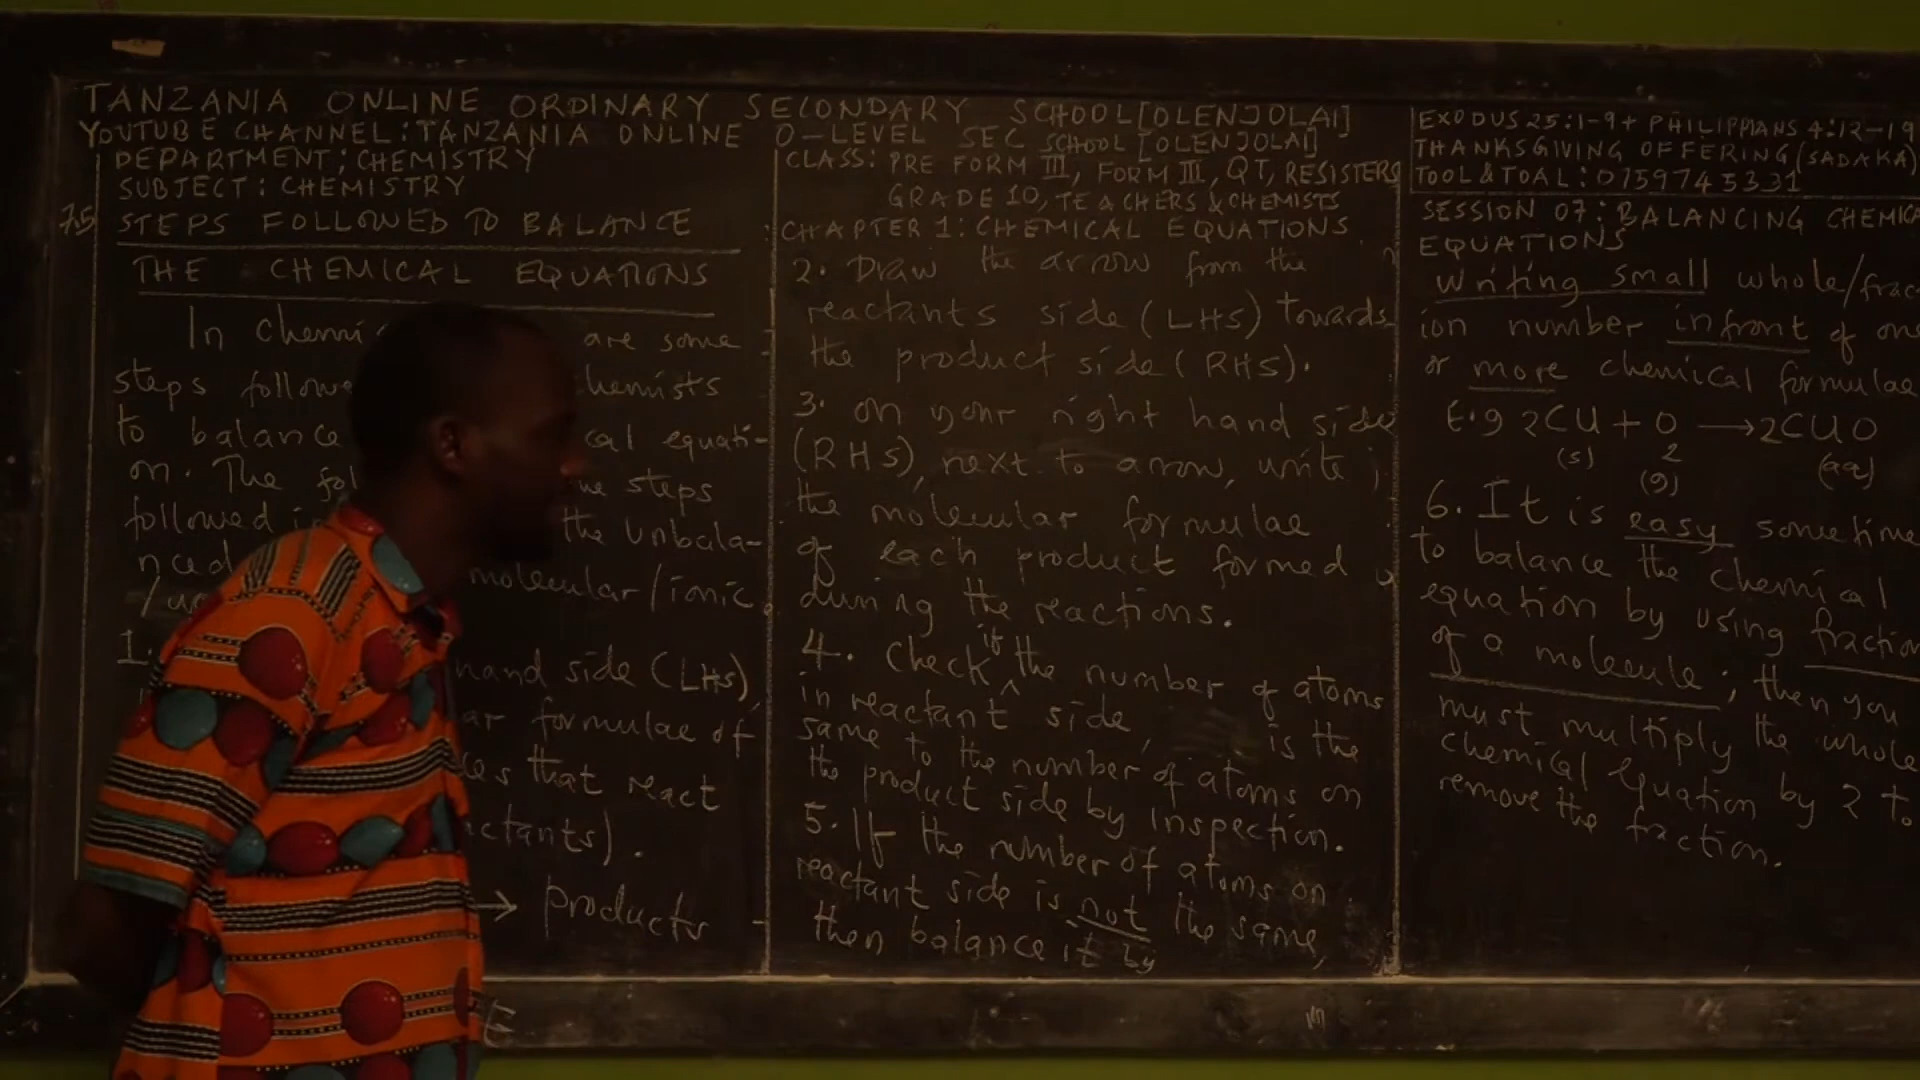 TANZANIA ONLINE ORDINARY SECONDARY SCHOOL[OLENJOLAI]
YOUTUBE CHANNEL: TANZANIA ONLINE O-LEVEL SEC SCHOOL [OLENJOLAI]
DEPARTMENT: CHEMISTRY
SUBJECT: CHEMISTRY
7.5 STEPS FOLLOWED TO BALANCE
THE CHEMICAL EQUATIONS
In chemi are some
steps follow hemists
to balance cal equati-
on. The fol steps
followed the unbala-
nced molecular/ionic
1. hand side (LHS)
ar formulae of
that react
ctants).
→ products
CLASS: PRE FORM III, FORM III, QT, RESISTERS
GRADE 10, TEACHERS & CHEMISTS
CHAPTER 1: CHEMICAL EQUATIONS
2. Draw the arrow from the
reactants side (LHS) towards
the product side (RHS).
3. on your right hand side
(RHS), next to arrow, write
the molecular formulae
of each product formed
during the reactions.
4. Check if the number of atoms
in reactant side, is the
same to the number of atoms on
the product side by inspection.
5. If the number of atoms on
reactant side is not the same,
then balance it by
EXODUS 25:1-9+ PHILIPPIANS 4:12-19
THANKSGIVING OFFERING (SADAKA)
TOOL & TOAL: 0759745331
SESSION 07: BALANCING CHEMICA
EQUATIONS
writing small whole/fract
ion number infront of one
or more chemical formulae
E.g 2CU + O → 2CUO
(s) 2 (aq)
(g)
6. It is easy sometime
to balance the chemical
equation by using fraction
of a molecule; then you
must multiply the whole
chemical equation by 2 to
remove the fraction.